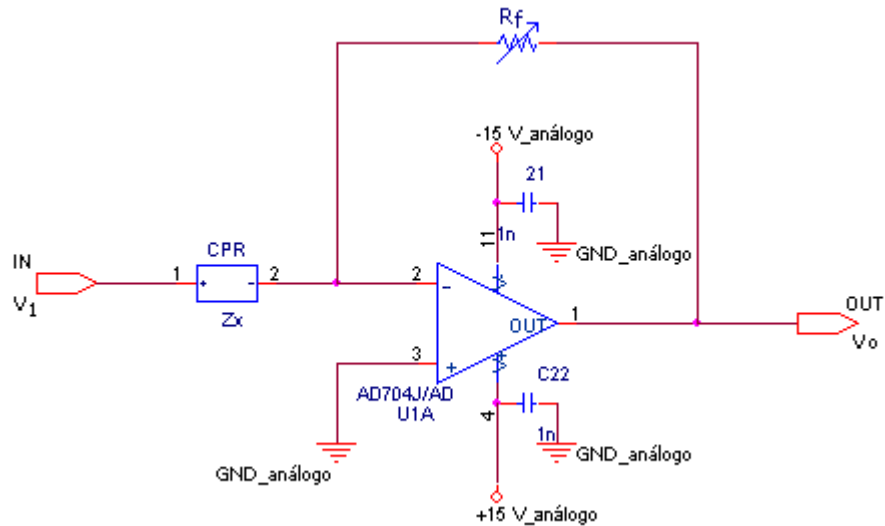 Rf
-15 V_análogo
21
1n
11
GND_análogo
CPR
IN
1
2
2
V1
Zx
OUT
1
OUT
Vo
3
AD704J/AD
U1A
C22
4
1n
GND_análogo
GND_análogo
+15 V_análogo